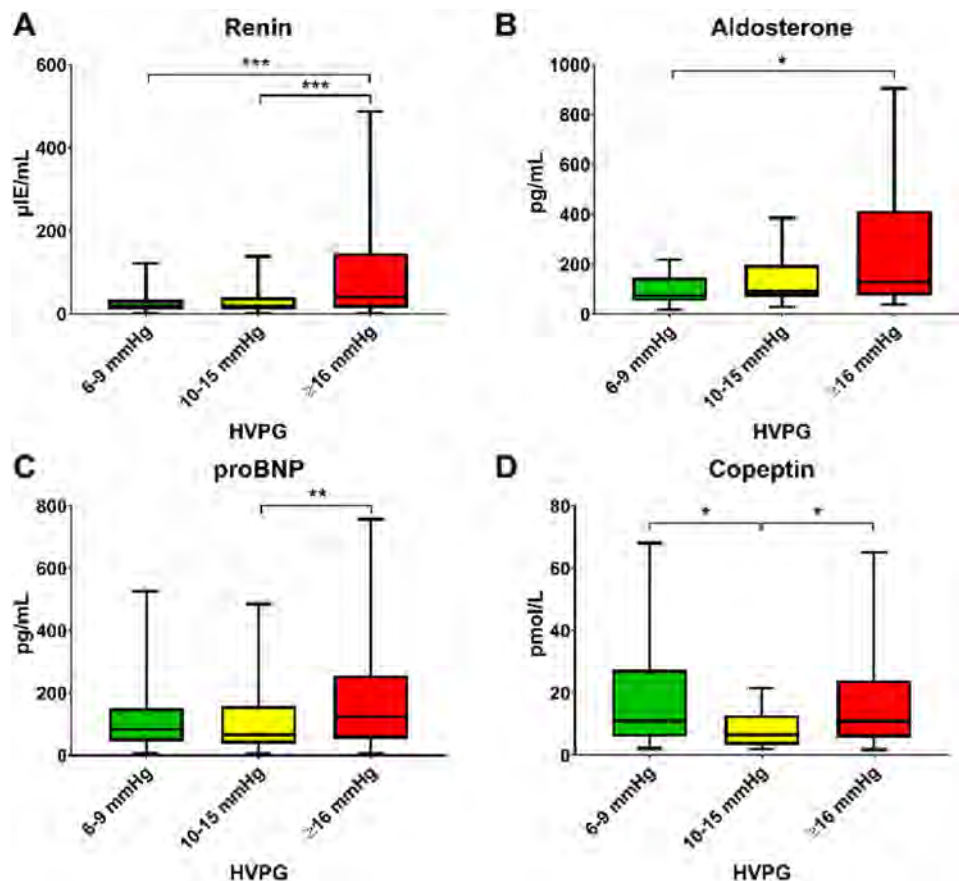 A
Renin
600
400
200
0
µIE/mL
***
***
6-9 mmHg
10-15 mmHg
≥16 mmHg
HVPG
B
Aldosterone
1000
800
600
400
200
0
pg/mL
*
6-9 mmHg
10-15 mmHg
≥16 mmHg
HVPG
C
proBNP
800
600
400
200
0
pg/mL
**
6-9 mmHg
10-15 mmHg
≥16 mmHg
HVPG
D
Copeptin
80
60
40
20
0
pmol/L
*
*
6-9 mmHg
10-15 mmHg
≥16 mmHg
HVPG